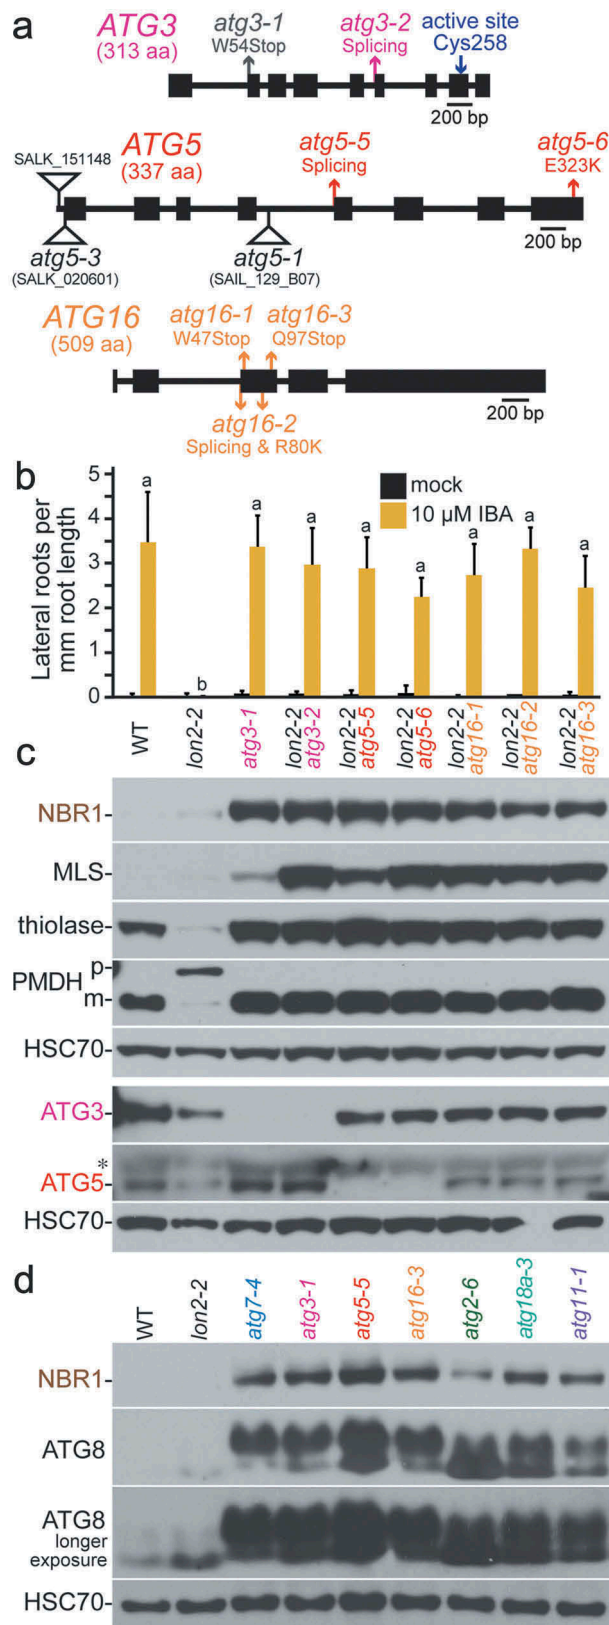 a
ATG3
(313 aa)
atg3-1
W54Stop
atg3-2
Splicing
active site
Cys258
200 bp
SALK_151148
ATG5
(337 aa)
atg5-5
Splicing
atg5-6
E323K
200 bp
atg5-3
(SALK_020601)
atg5-1
(SAIL_129_B07)
ATG16
(509 aa)
atg16-1
W47Stop
atg16-3
Q97Stop
atg16-2
Splicing & R80K
200 bp
b
Lateral roots per
mm root length
5
4
3
2
1
0
mock
10 µM IBA
a
b
a
a
a
a
a
a
a
WT
lon2-2
atg3-1
lon2-2
atg3-2
lon2-2
atg5-5
lon2-2
atg5-6
lon2-2
atg16-1
lon2-2
atg16-2
lon2-2
atg16-3
c
NBR1-
MLS-
thiolase-
PMDH
p-
m-
HSC70-
ATG3-
*
ATG5-
HSC70-
d
WT
lon2-2
atg7-4
atg3-1
atg5-5
atg16-3
atg2-6
atg18a-3
atg11-1
NBR1-
ATG8
ATG8
longer
exposure
HSC70-